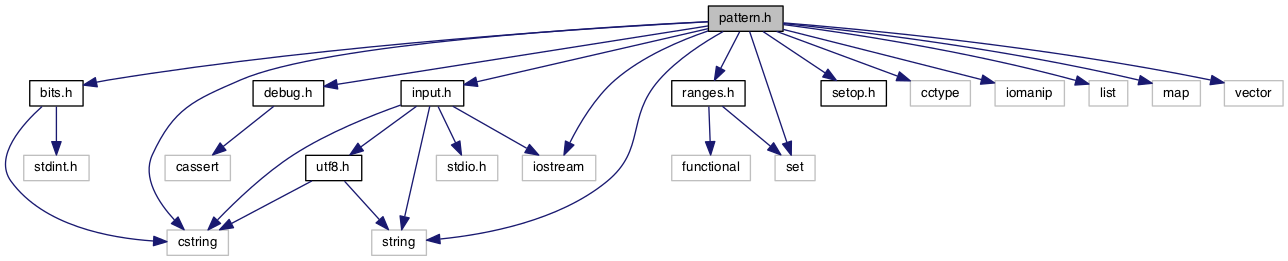 pattern.h
bits.h
debug.h
input.h
ranges.h
setop.h
cctype
iomanip
list
map
vector
stdint.h
cassert
utf8.h
stdio.h
iostream
functional
set
cstring
string